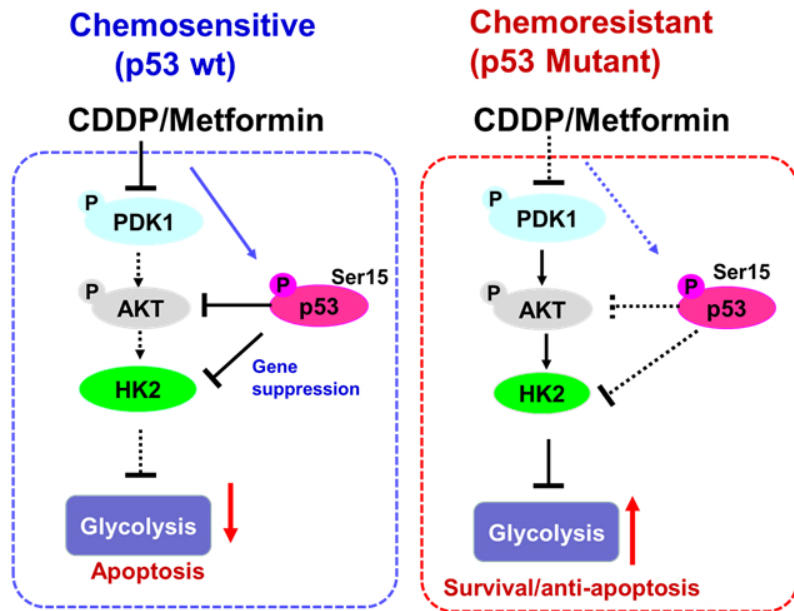 Chemosensitive
(p53 wt)
CDDP/Metformin
P
PDK1
P
AKT
P
Ser15
p53
HK2
Gene
suppression
Glycolysis
Apoptosis
Chemoresistant
(p53 Mutant)
CDDP/Metformin
P
PDK1
P
AKT
P
Ser15
p53
HK2
Glycolysis
Survival/anti-apoptosis